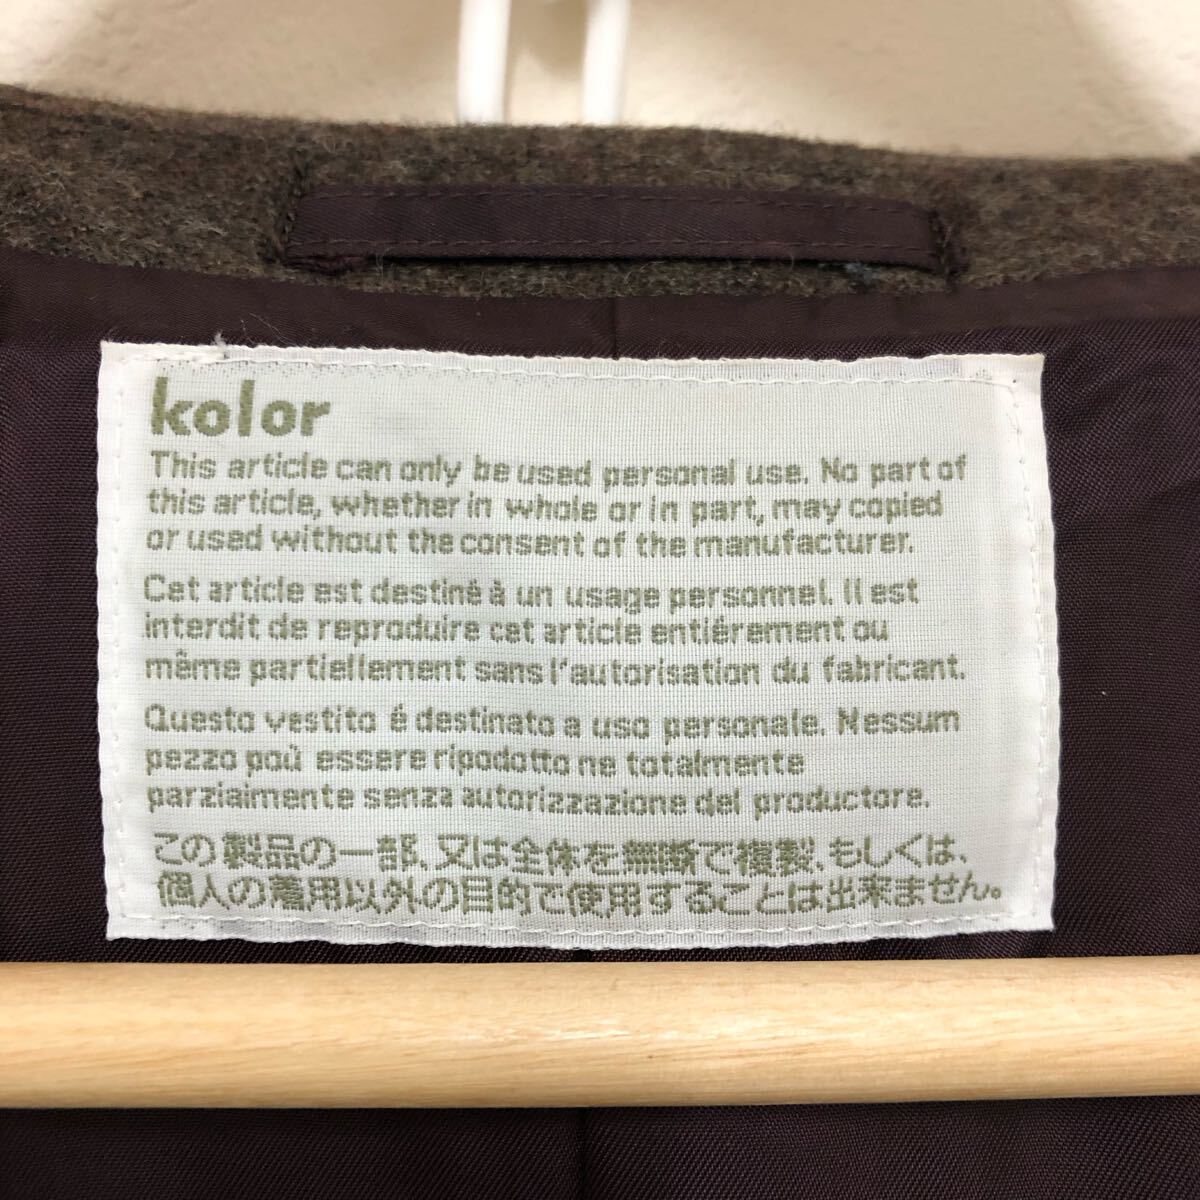 kolor
This article can only be used personal use. No part of
this article, whether in whole or in part, may copied
or used without the consent of the manufacturer.
Cet article est destiné à un usage personnel. Il est
interdit de reproduire cet article entiérement ou
même partiellement sans l'autorisation du fabricant.
Questo vestito é destinato a uso personale. Nessum
pezzo poù essere ripodotto ne totalmente
parziaimente senza autorizzazione del productore.
この製品の一部、又は全体を無断で複製、もしくは、
個人の着用以外の目的で使用することは出来ません。